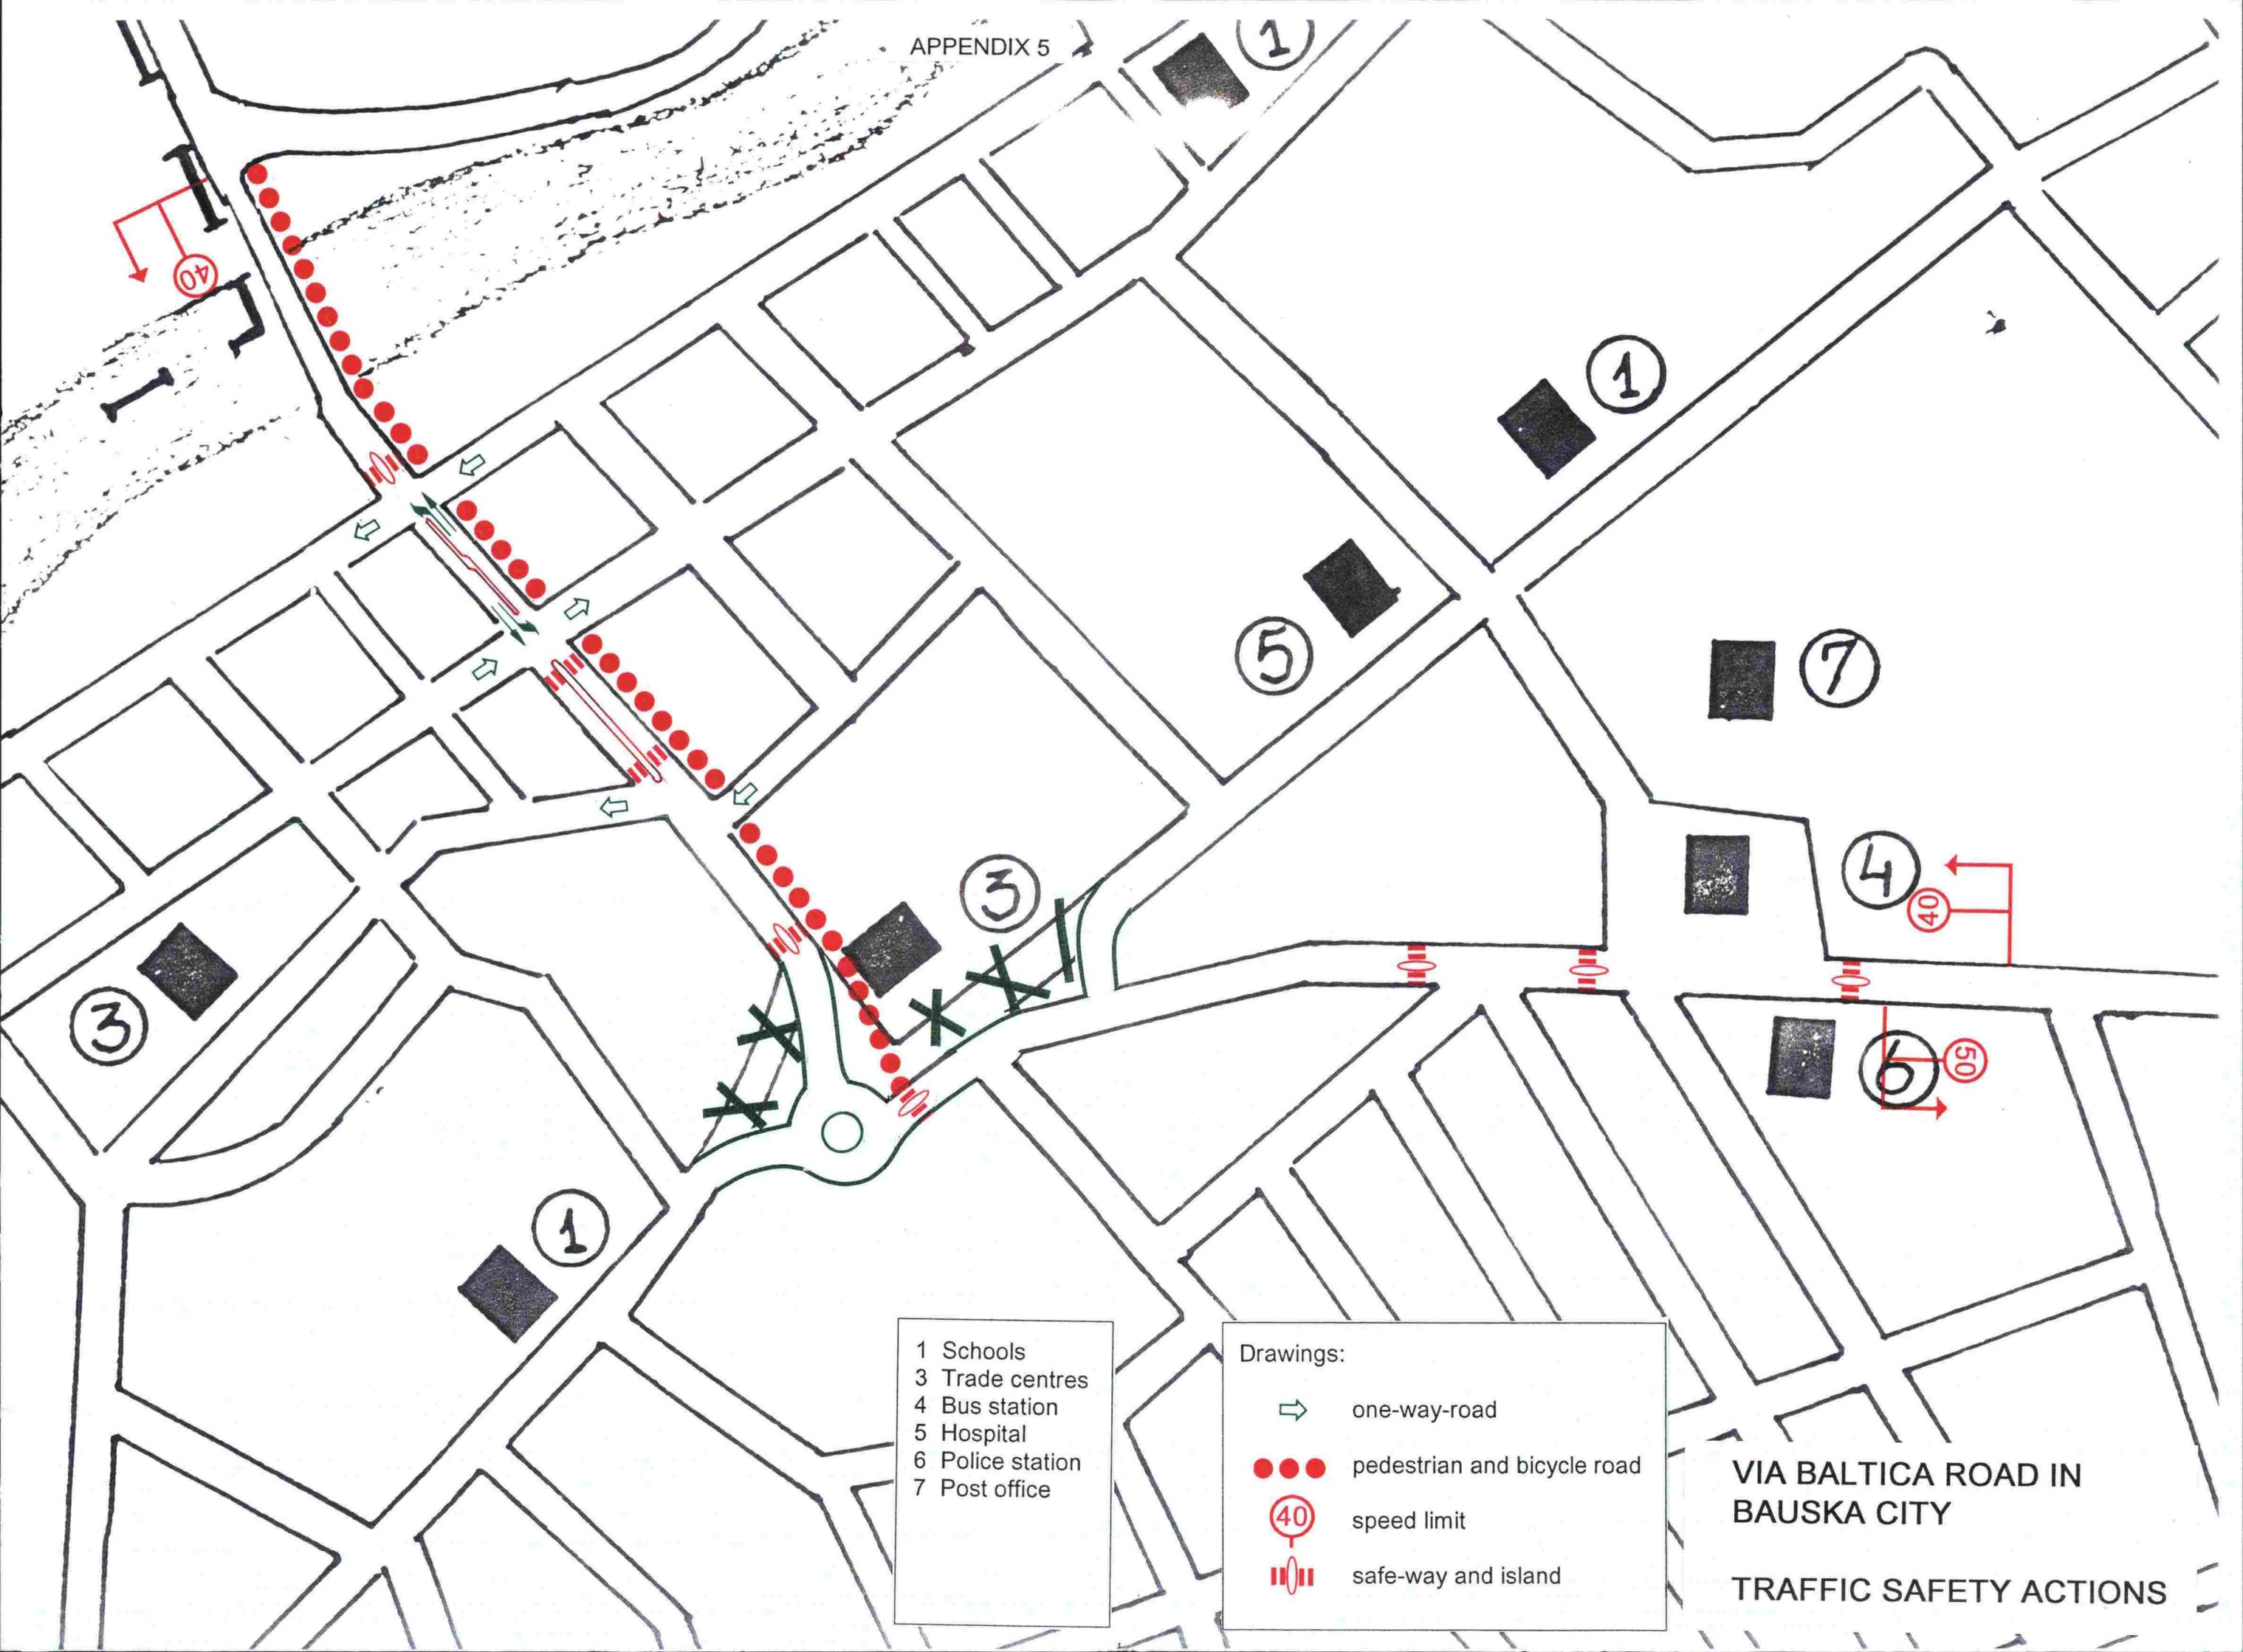 APPENDIX 5
1
40
1
5
7
3
4
40
3
6
50
1
1 Schools
3 Trade centres
4 Bus station
5 Hospital
6 Police station
7 Post office
Drawings:
one-way-road
pedestrian and bicycle road
40 speed limit
safe-way and island
VIA BALTICA ROAD IN
BAUSKA CITY
TRAFFIC SAFETY ACTIONS